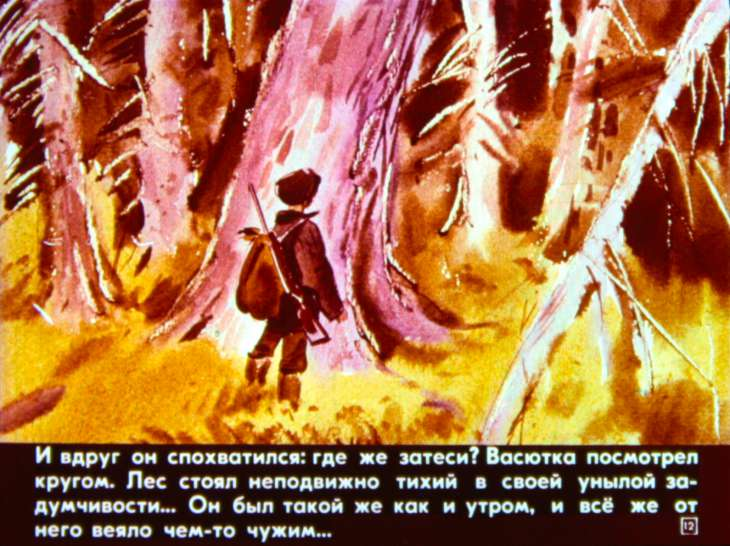 И вдруг он спохватился: где же затеси? Васютка посмотрел
кругом. Лес стоял неподвижно тихий в своей унылой за-
думчивости... Он был такой же как и утром, и всё же от
него веяло чем-то чужим...
12